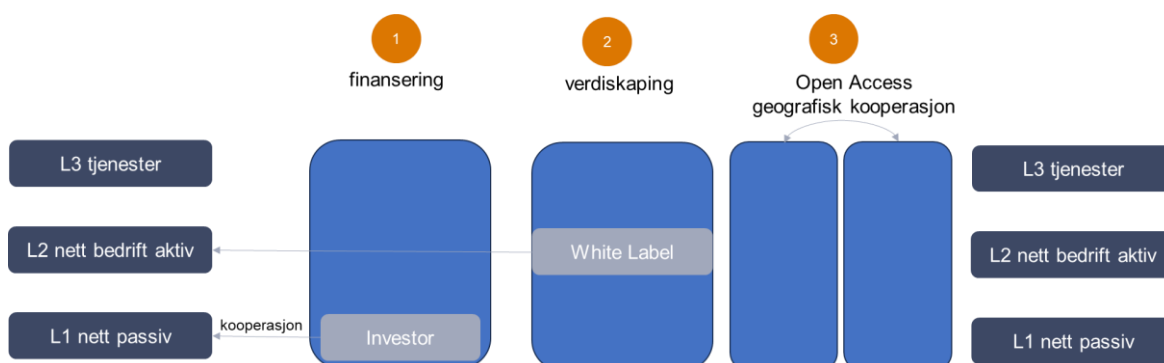 1
2
3
finansering
verdiskaping
Open Access
geografisk kooperasjon
L3 tjenester
L3 tjenester
L2 nett bedrift aktiv
White Label
L2 nett bedrift aktiv
kooperasjon
L1 nett passiv
Investor
L1 nett passiv